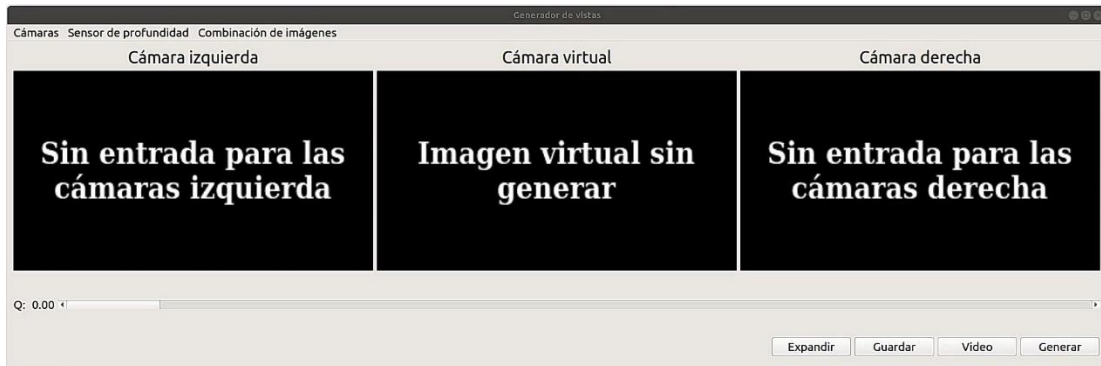 Generador de vistas
Cámaras Sensor de profundidad Combinación de imágenes
Cámara izquierda
Cámara virtual
Cámara derecha
Sin entrada para las
cámaras izquierda
Imagen virtual sin
generar
Sin entrada para las
cámaras derecha
Q: 0.00
Expandir
Guardar
Video
Generar